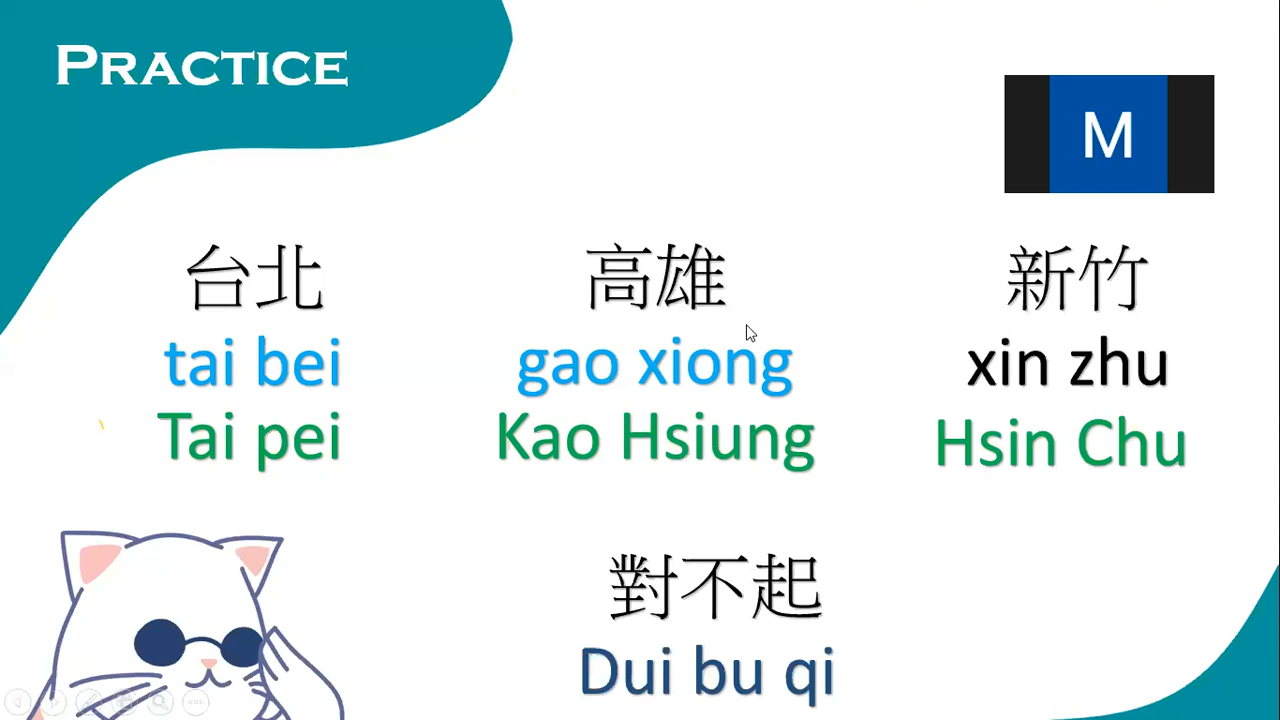 PRACTICE
M
台北
高雄
新竹
tai bei
gao xiong
xin zhu
Tai pei
Kao Hsiung
Hsin Chu
對不起
Dui bu qi